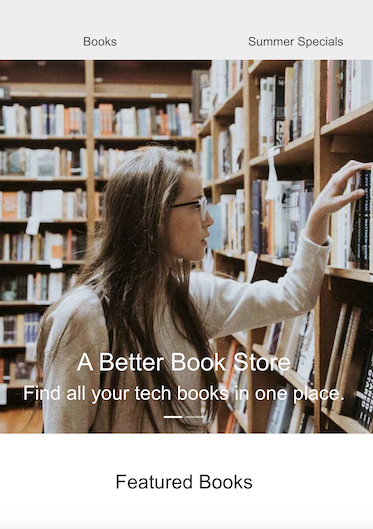 Books
Summer Specials
A Better Book Store
Find all your tech books in one place.
Featured Books